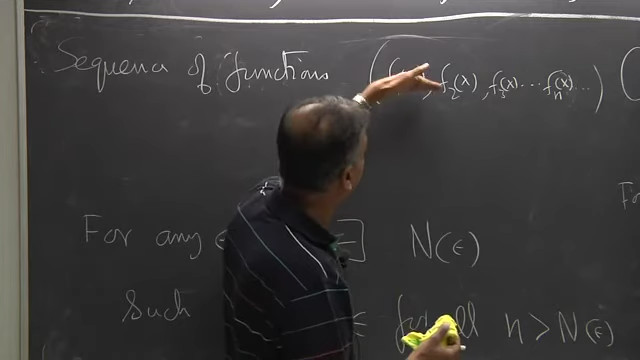 Sequence of functions ( , f₂(x), f₃(x) ⋯ fₙ(x) ⋯ ) (
For any ∃ N(ϵ)
Such ϵ for all n > N(ϵ)